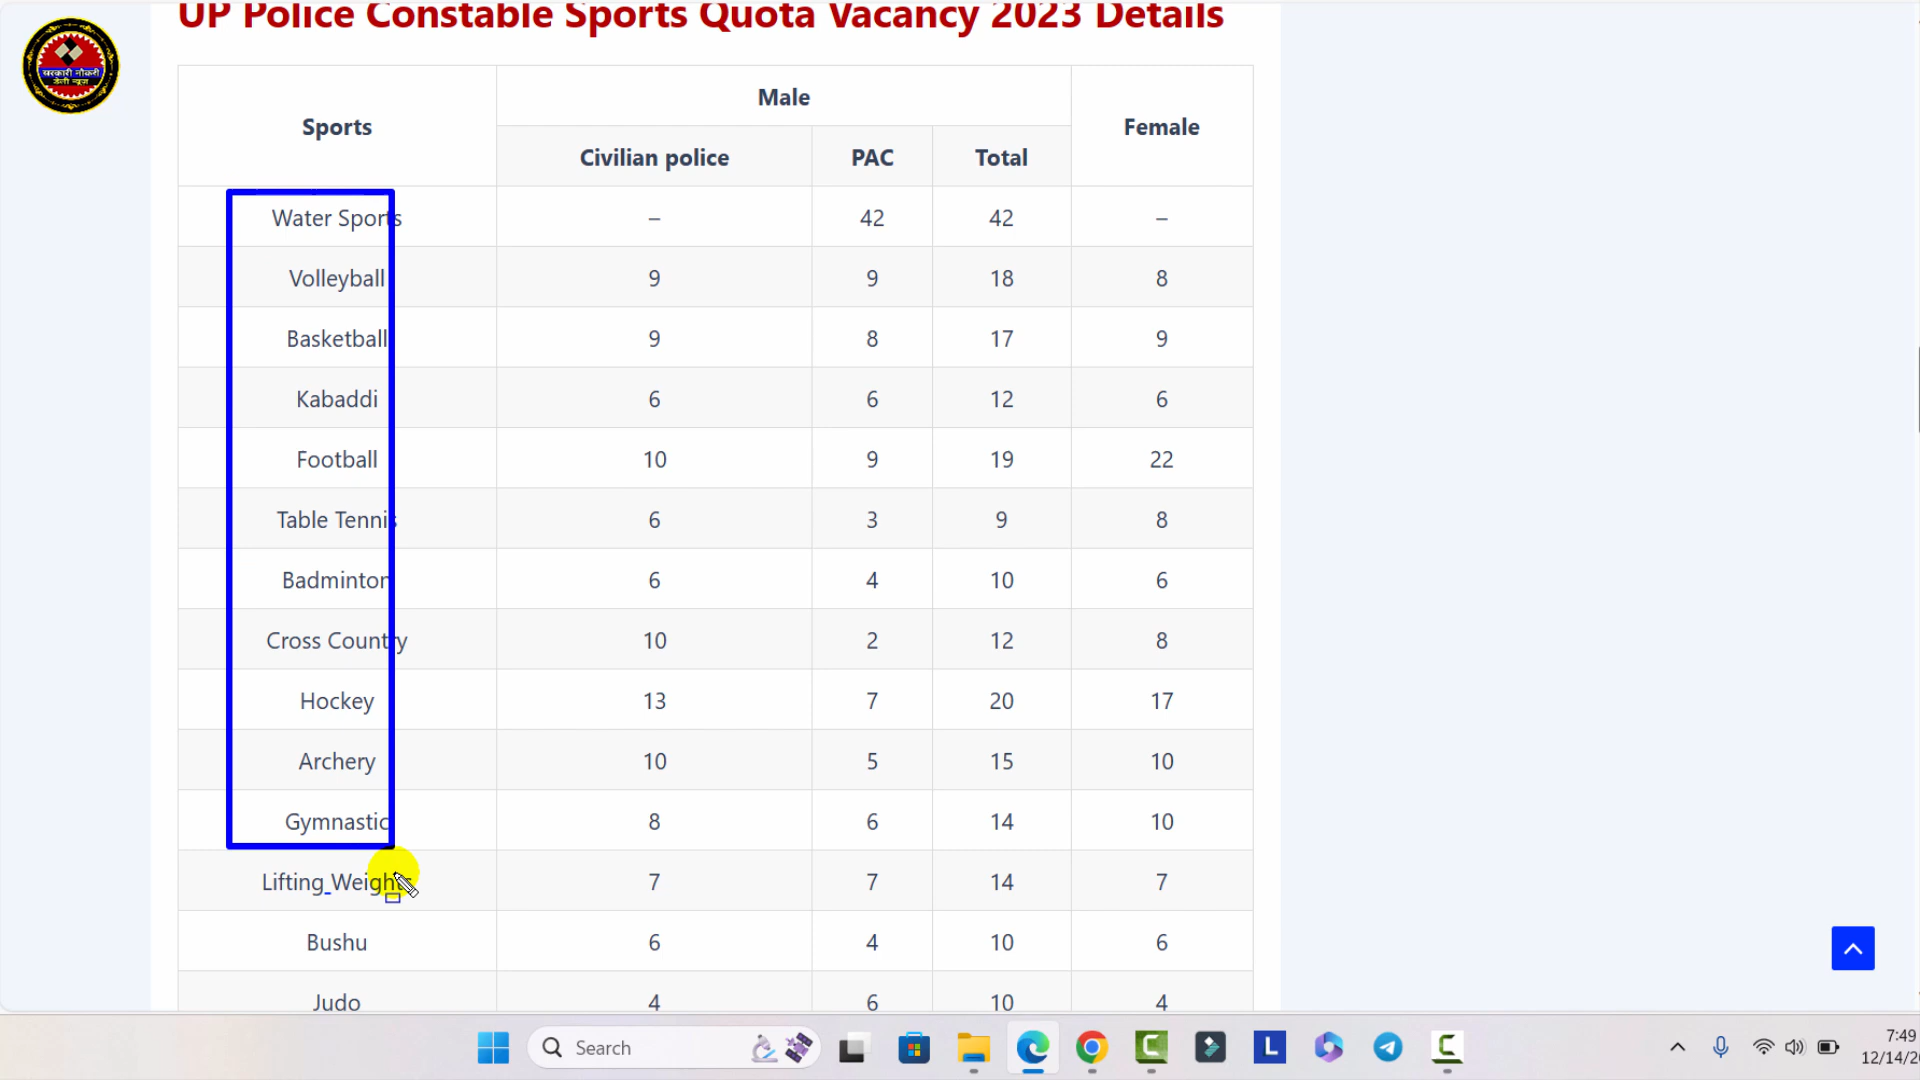 UP Police Constable Sports Quota Vacancy 2023 Details
सरकारी नौकरी
डेली न्यूज़
Sports Male Female
Civilian police PAC Total
Water Sports – 42 42 –
Volleyball 9 9 18 8
Basketball 9 8 17 9
Kabaddi 6 6 12 6
Football 10 9 19 22
Table Tennis 6 3 9 8
Badminton 6 4 10 6
Cross Country 10 2 12 8
Hockey 13 7 20 17
Archery 10 5 15 10
Gymnastic 8 6 14 10
Lifting Weights 7 7 14 7
Bushu 6 4 10 6
Judo 4 6 10 4
Search
L
7:49
12/14/2